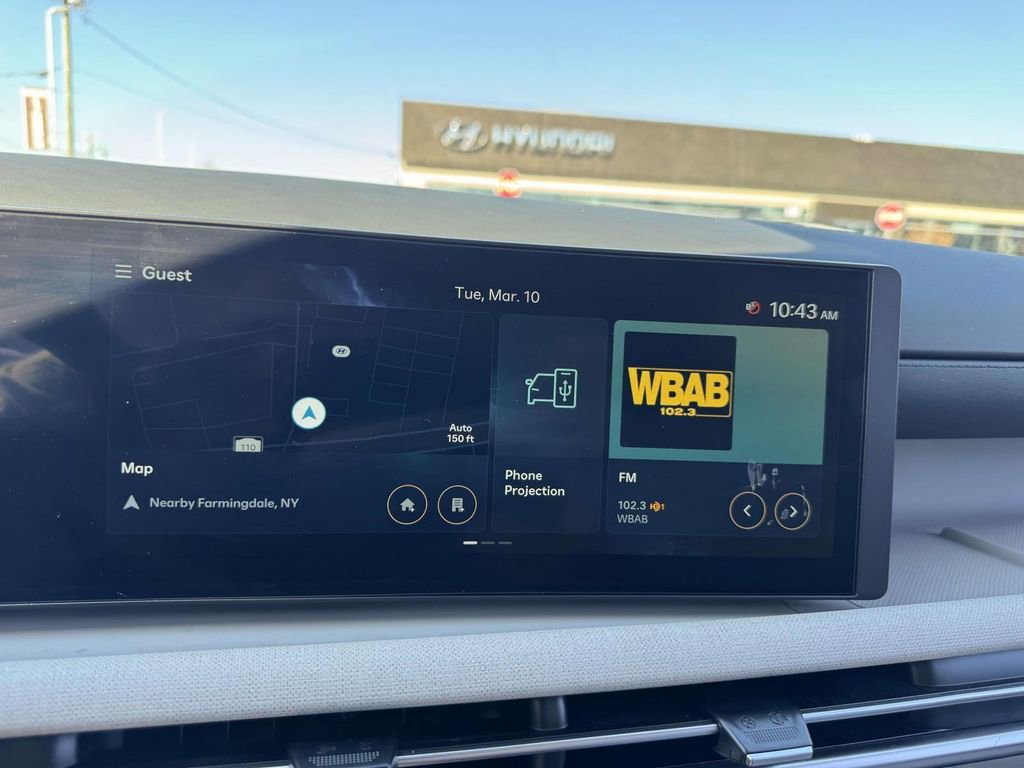 HYUNDAI
Guest
Tue, Mar. 10
10:43 AM
110
Auto
150 ft
Map
Nearby Farmingdale, NY
Phone
Projection
WBAB
102.3
FM
102.3 HD1
WBAB